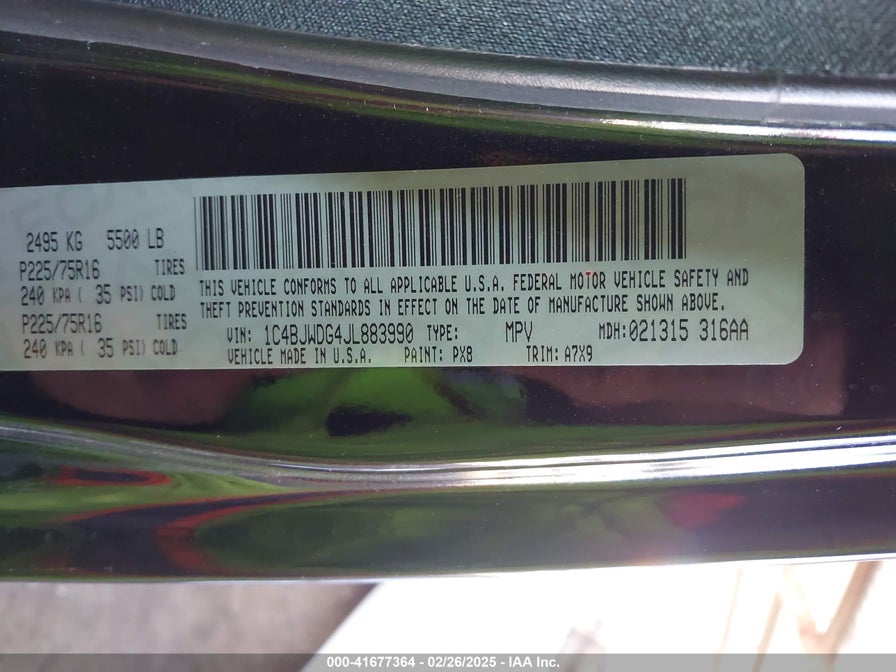 2495 KG 5500 LB
P225/75R16 TIRES
240 KPA ( 35 PSI) COLD
P225/75R16 TIRES
240 KPA ( 35 PSI) COLD
THIS VEHICLE CONFORMS TO ALL APPLICABLE U.S.A. FEDERAL MOTOR VEHICLE SAFETY AND
THEFT PREVENTION STANDARDS IN EFFECT ON THE DATE OF MANUFACTURE SHOWN ABOVE.
VIN: 1C4BJWDG4JL883990 TYPE: MPV MDH: 021315 316AA
VEHICLE MADE IN U.S.A. PAINT: PX8 TRIM: A7X9
000-41677364 - 02/26/2025 - IAA Inc.